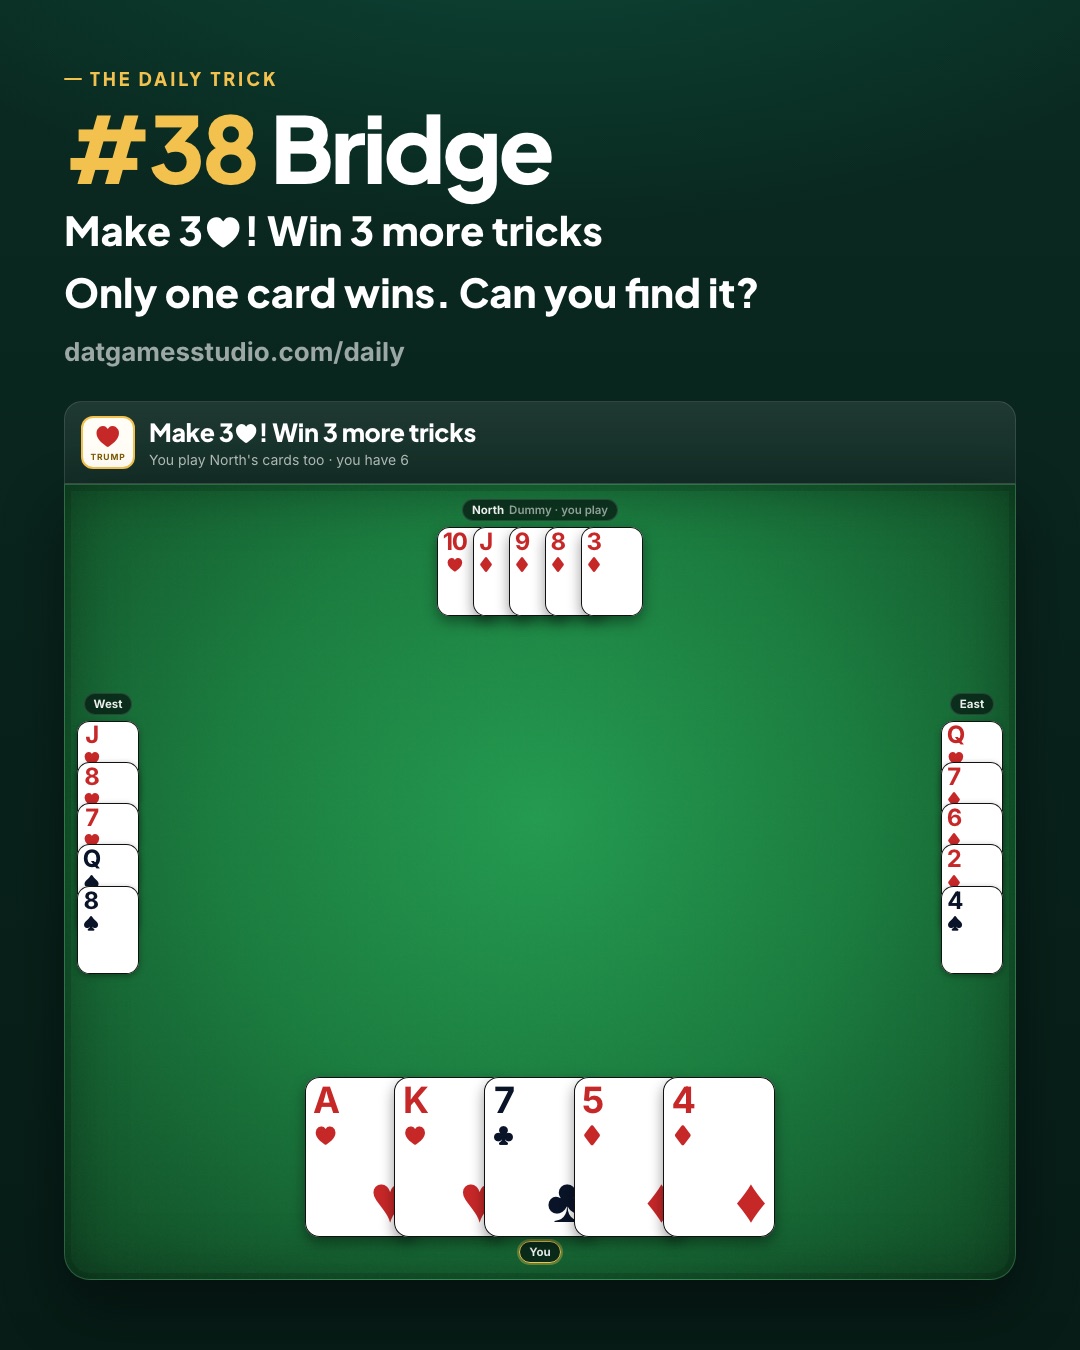 — THE DAILY TRICK
#38 Bridge
Make 3♥! Win 3 more tricks
Only one card wins. Can you find it?
datgamesstudio.com/daily
TRUMP
Make 3♥! Win 3 more tricks
You play North's cards too · you have 6
North Dummy · you play
10 J 9 8 3
West
East
J
8
7
Q
8
Q
7
6
2
4
A K 7 5 4
You